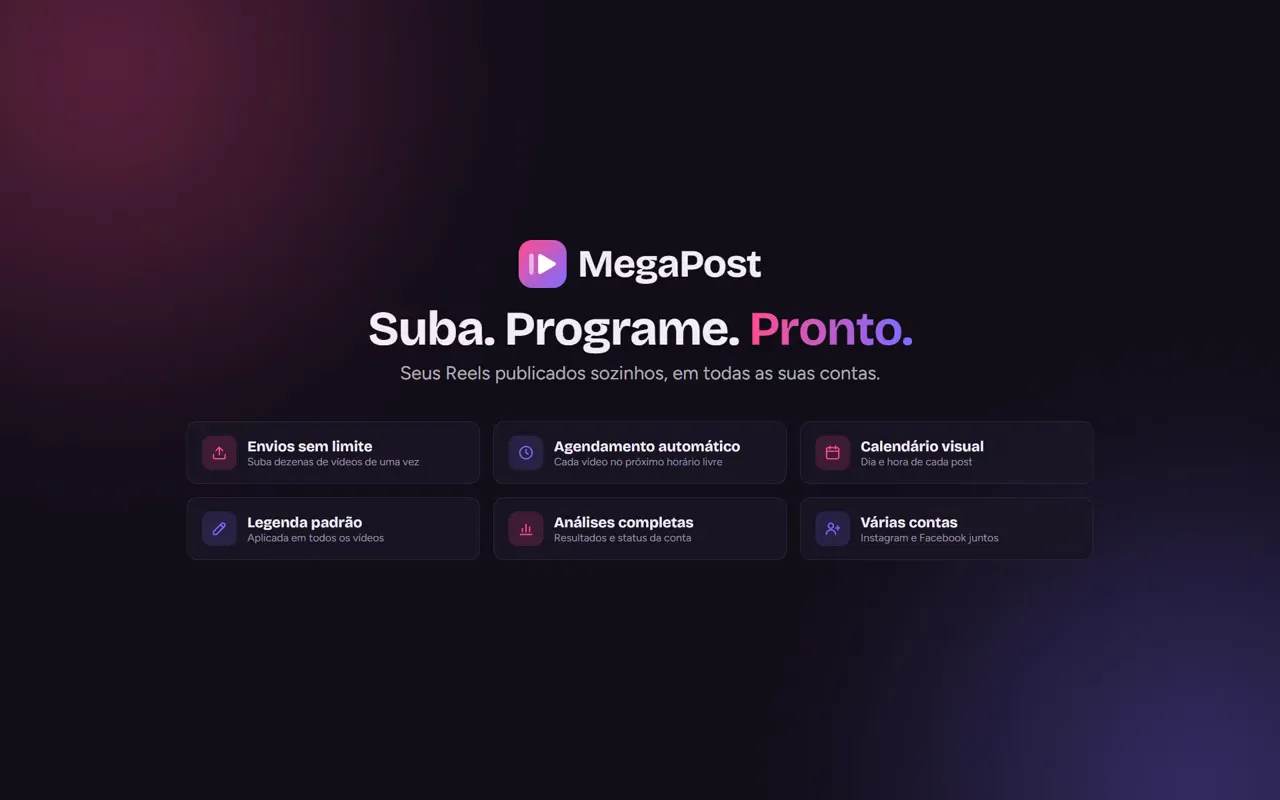 MegaPost
Suba. Programe. Pronto.
Seus Reels publicados sozinhos, em todas as suas contas.
Envios sem limite
Suba dezenas de vídeos de uma vez
Agendamento automático
Cada vídeo no próximo horário livre
Calendário visual
Dia e hora de cada post
Legenda padrão
Aplicada em todos os vídeos
Análises completas
Resultados e status da conta
Várias contas
Instagram e Facebook juntos